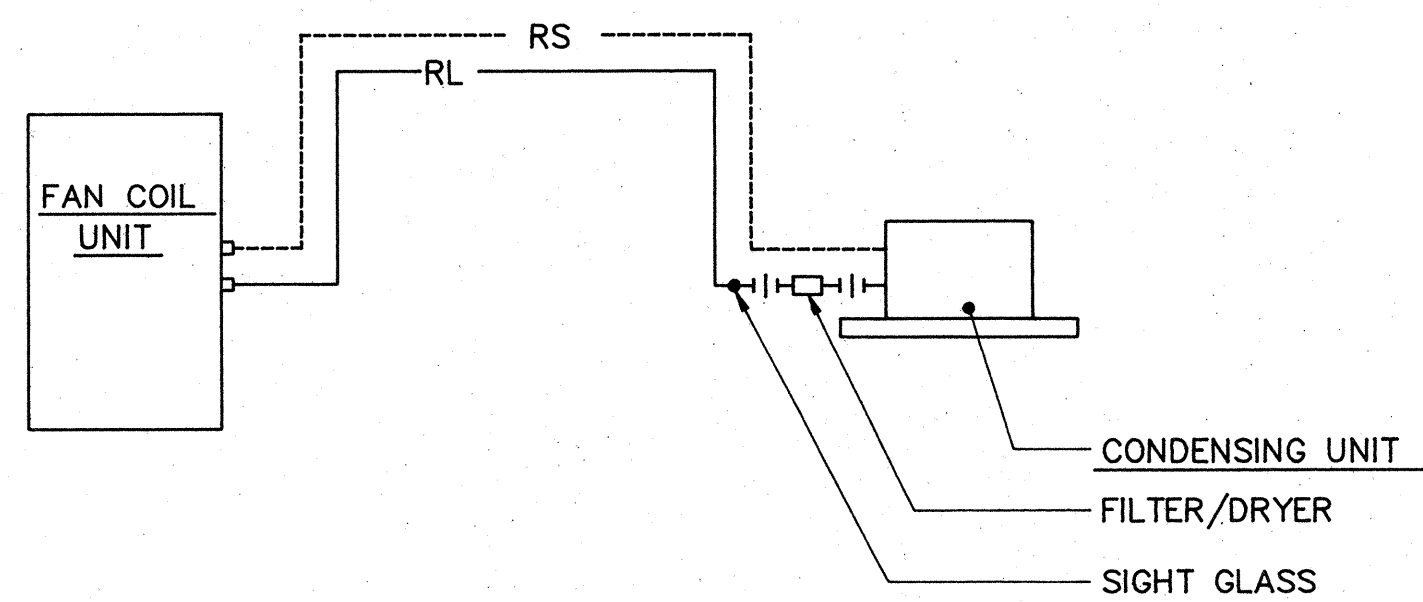 RS
RL
FAN COIL
UNIT
CONDENSING UNIT
FILTER/DRYER
SIGHT GLASS